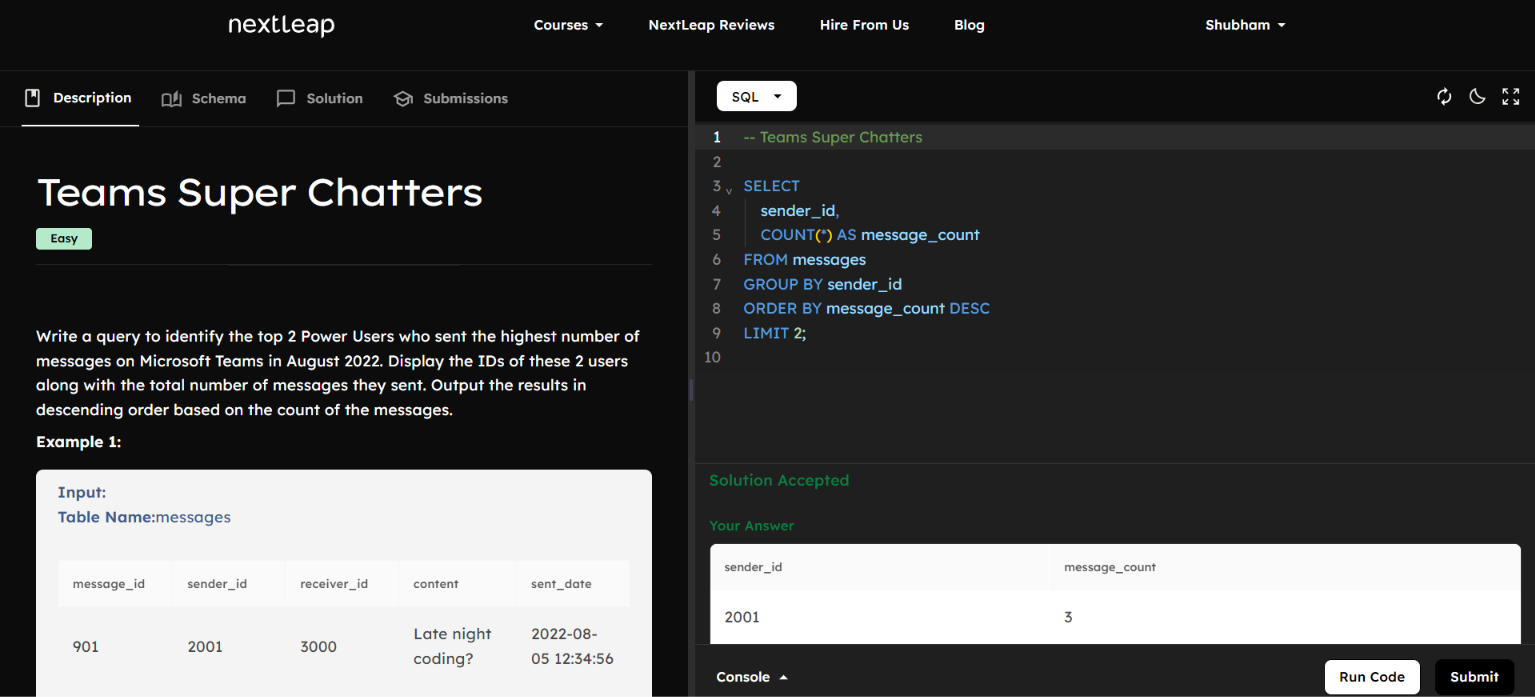 nextleap
Courses
NextLeap Reviews
Hire From Us
Blog
Shubham
Description
Schema
Solution
Submissions
Teams Super Chatters
Easy
Write a query to identify the top 2 Power Users who sent the highest number of
messages on Microsoft Teams in August 2022. Display the IDs of these 2 users
along with the total number of messages they sent. Output the results in
descending order based on the count of the messages.
Example 1:
Input:
Table Name:messages
message_id sender_id receiver_id content sent_date
901 2001 3000 Late night coding? 2022-08-05 12:34:56
SQL
1 -- Teams Super Chatters
2
3 SELECT
4 sender_id,
5 COUNT(*) AS message_count
6 FROM messages
7 GROUP BY sender_id
8 ORDER BY message_count DESC
9 LIMIT 2;
10
Solution Accepted
Your Answer
sender_id message_count
2001 3
Console
Run Code
Submit